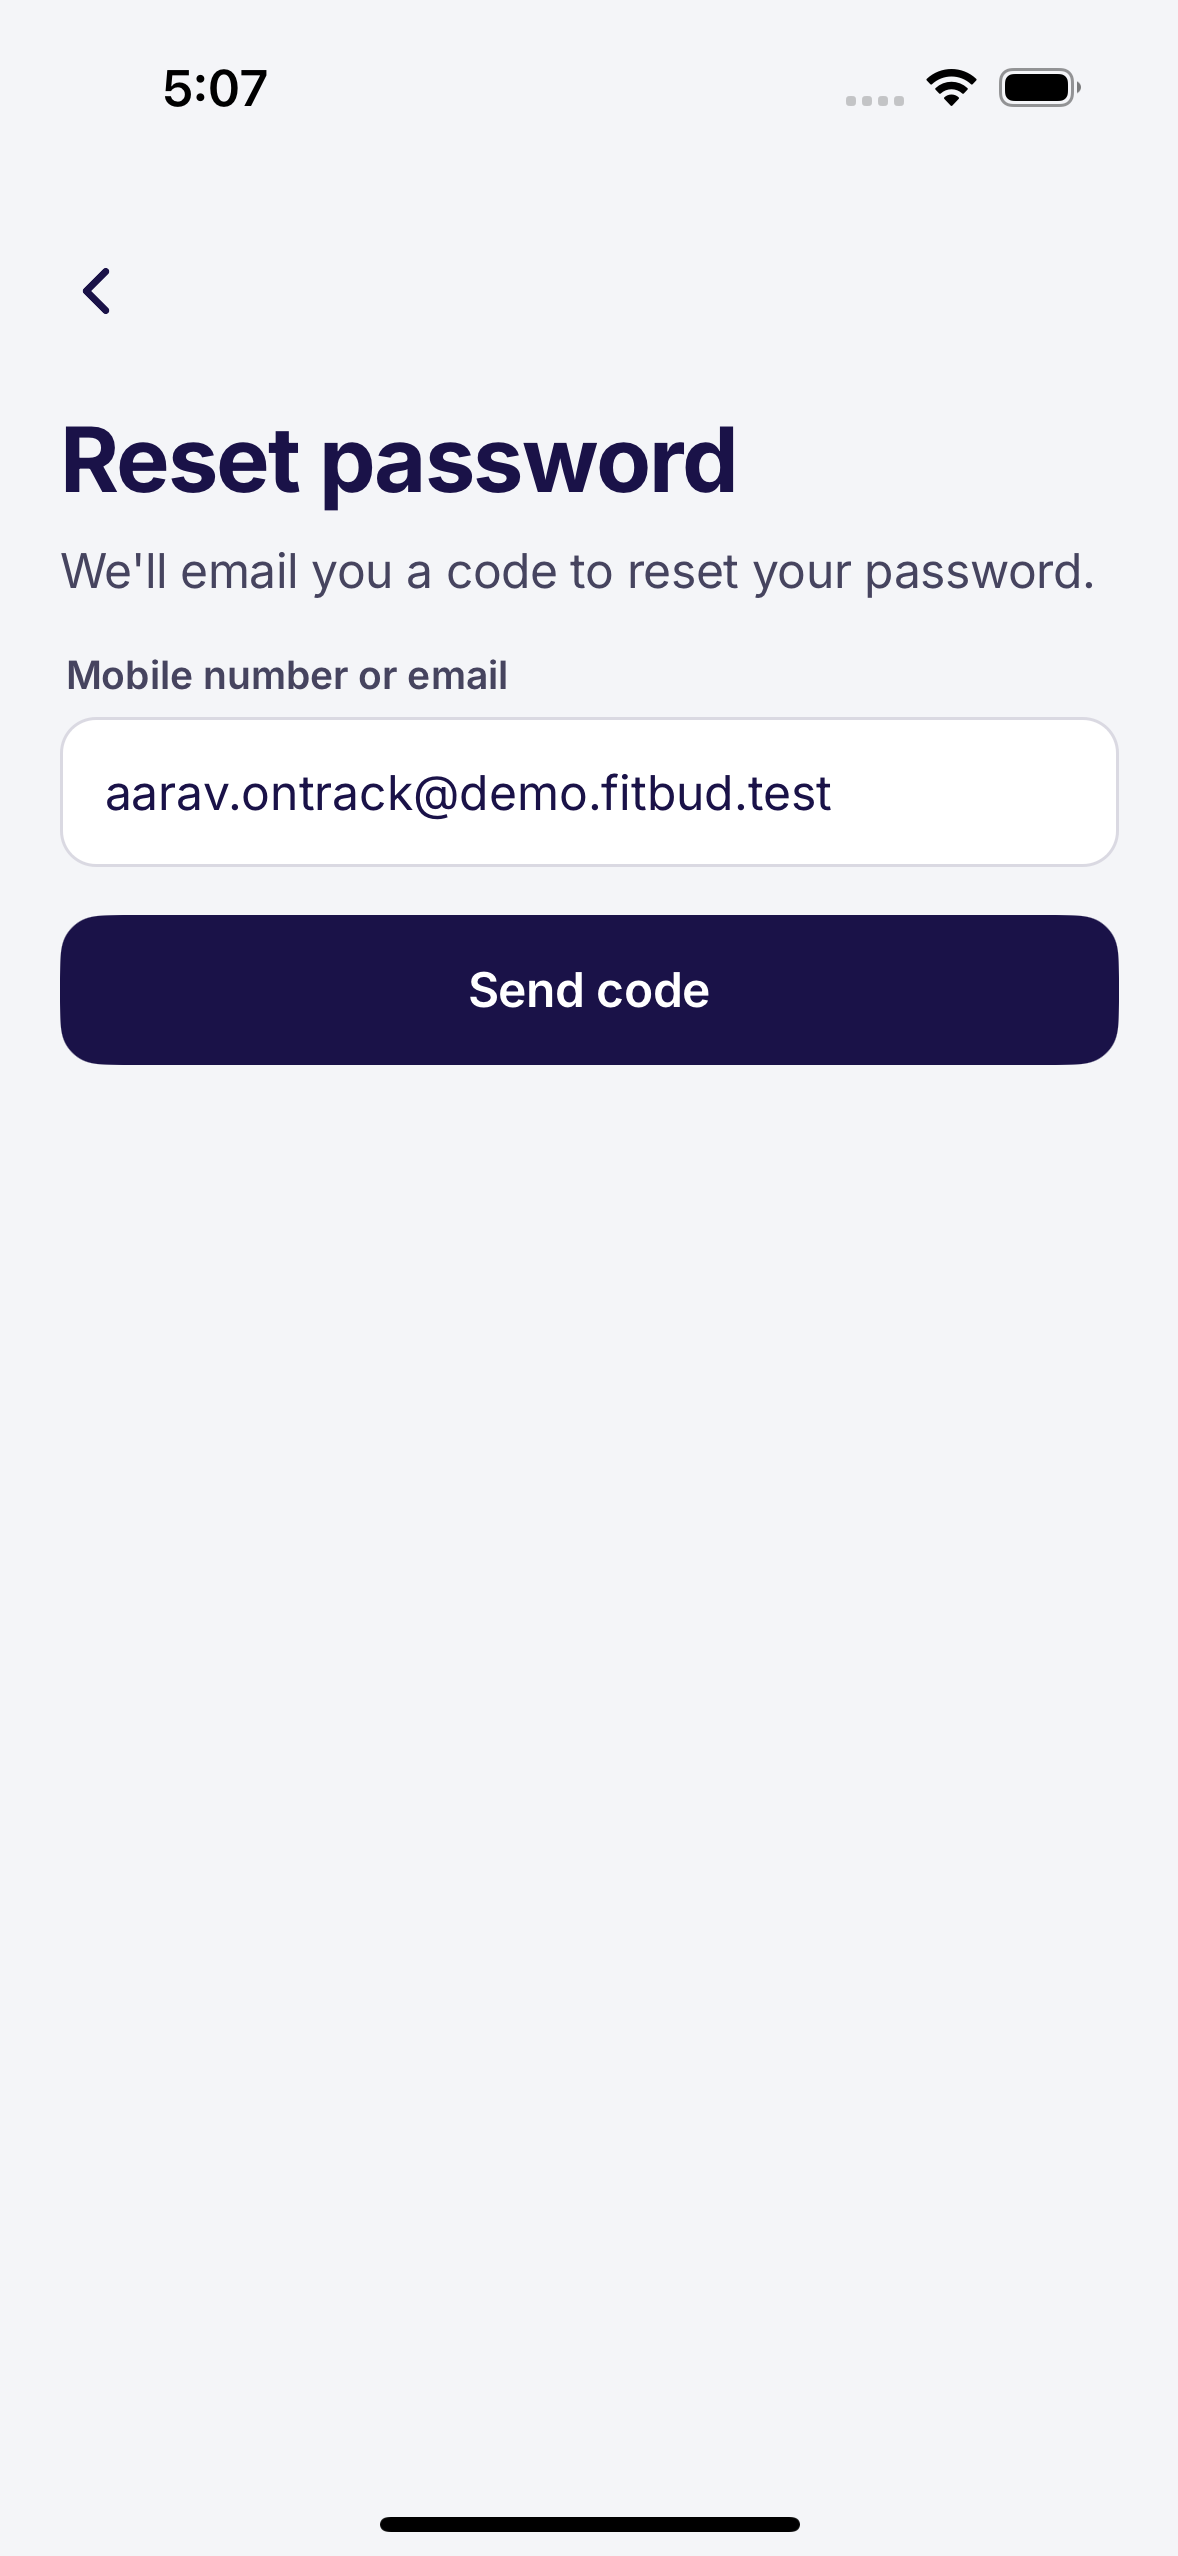 5:07
Reset password
We'll email you a code to reset your password.
Mobile number or email
aarav.ontrack@demo.fitbud.test
Send code